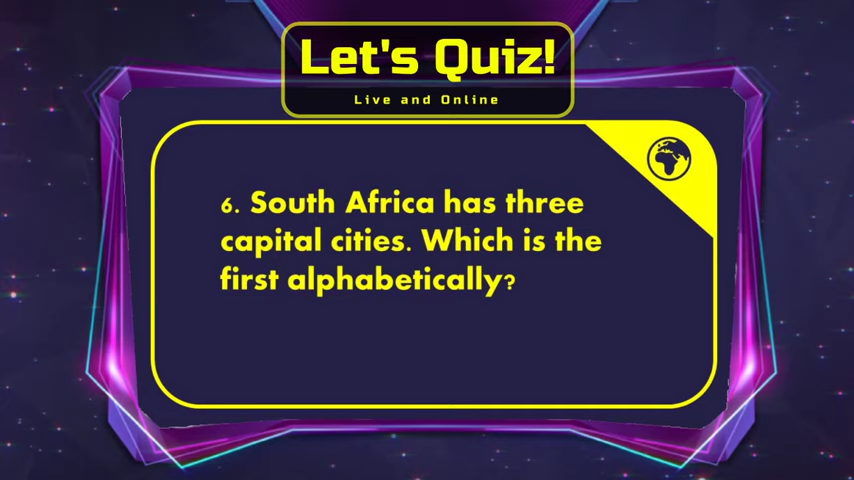 Let's Quiz!
Live and Online
6. South Africa has three
capital cities. Which is the
first alphabetically?